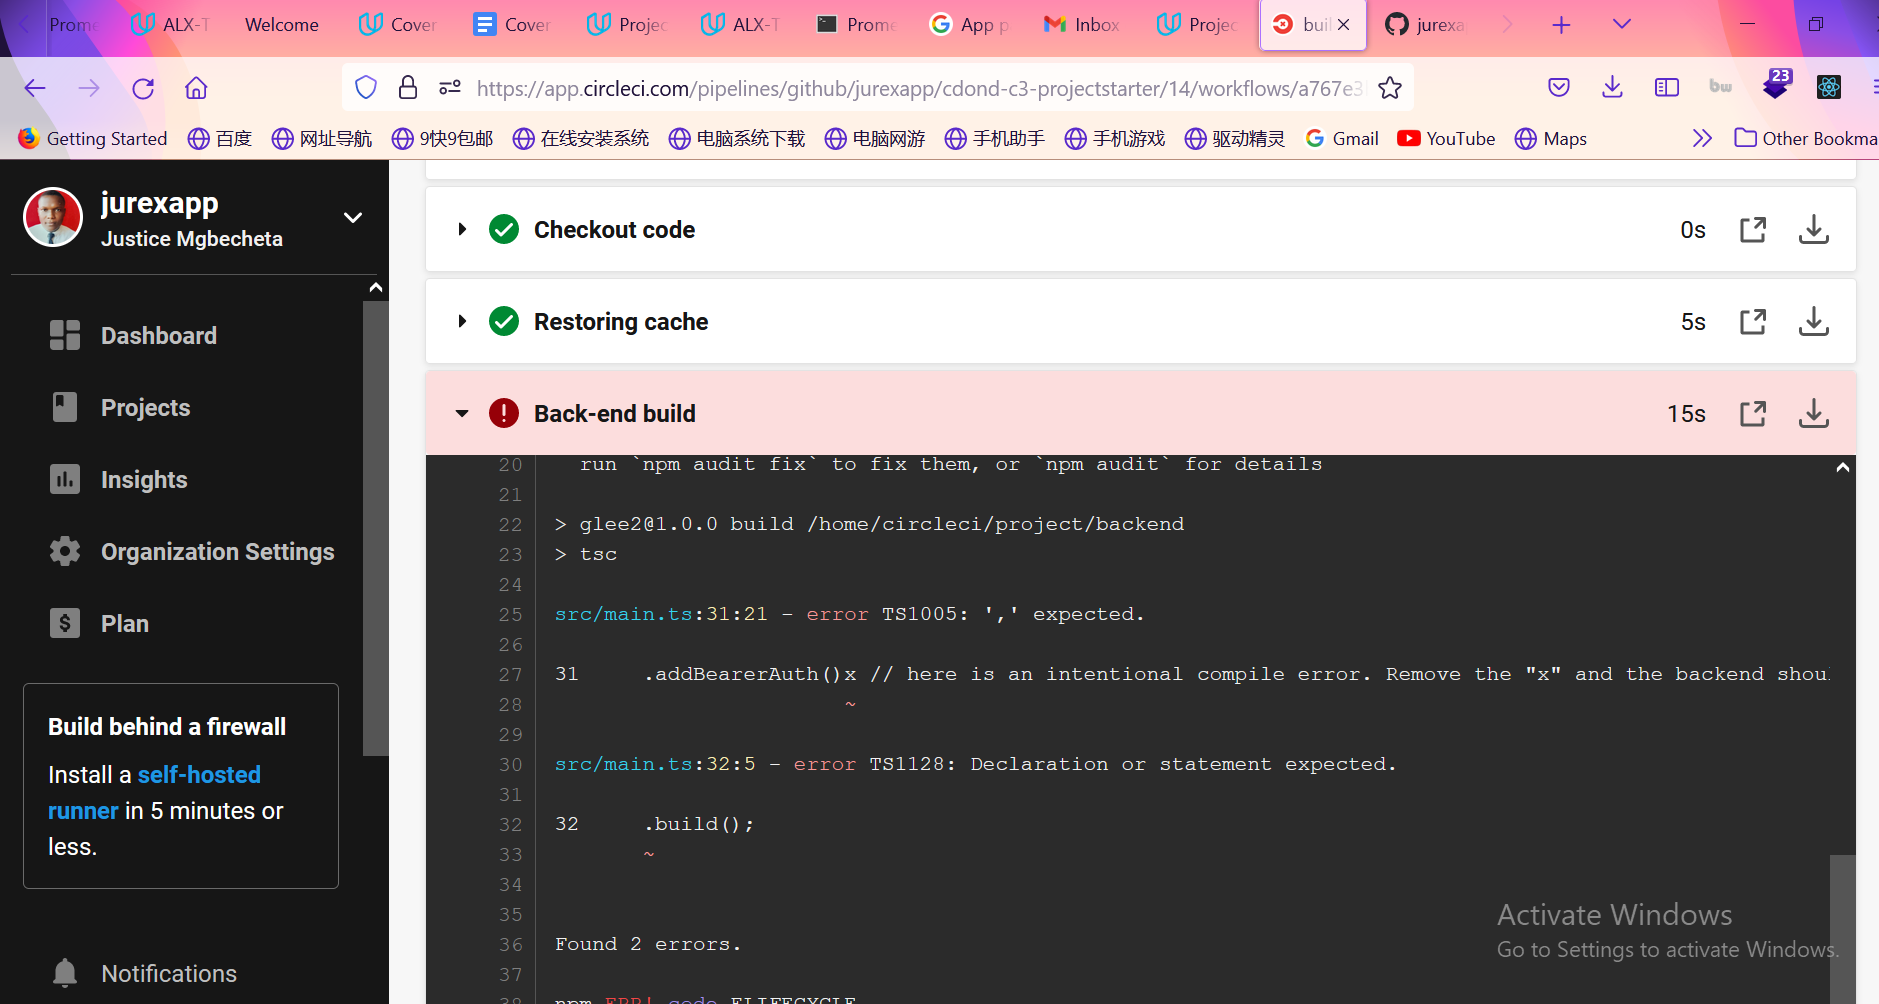 Prome
ALX-T
Welcome
Cover
Cover
Projec
ALX-T
Prome
App p
Inbox
Projec
buil
jurexa
https://app.circleci.com/pipelines/github/jurexapp/cdond-c3-projectstarter/14/workflows/a767e3
bw
23
Getting Started
百度
网址导航
9快9包邮
在线安装系统
电脑系统下载
电脑网游
手机助手
手机游戏
驱动精灵
Gmail
YouTube
Maps
Other Bookma
jurexapp
Justice Mgbecheta
Dashboard
Projects
Insights
Organization Settings
Plan
Build behind a firewall
Install a self-hosted
runner in 5 minutes or
less.
Notifications
Checkout code 0s
Restoring cache 5s
Back-end build 15s
20 run `npm audit fix` to fix them, or `npm audit` for details
21
22 > glee2@1.0.0 build /home/circleci/project/backend
23 > tsc
24
25 src/main.ts:31:21 - error TS1005: ',' expected.
26
27 31 .addBearerAuth()x // here is an intentional compile error. Remove the "x" and the backend shoul
28 ~
29
30 src/main.ts:32:5 - error TS1128: Declaration or statement expected.
31
32 32 .build();
33 ~
34
35
36 Found 2 errors.
37
38 npm ERR! code ELIFECYCLE
Activate Windows
Go to Settings to activate Windows.